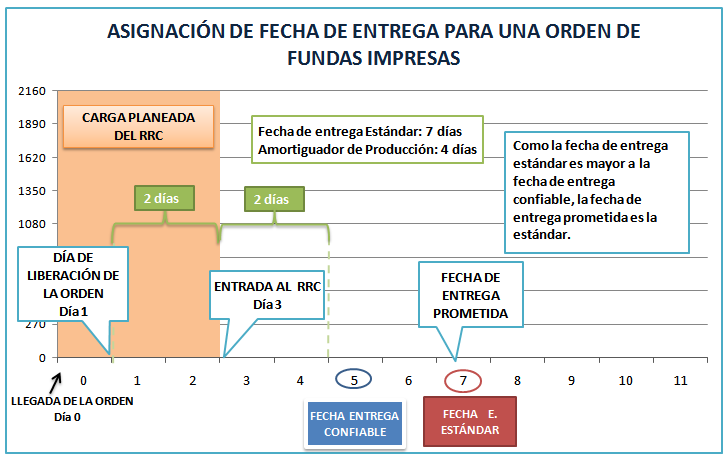 ASIGNACIÓN DE FECHA DE ENTREGA PARA UNA ORDEN DE
FUNDAS IMPRESAS
2160
1890
1620
1350
1080
270
0
CARGA PLANEADA
DEL RRC
Fecha de entrega Estándar: 7 días
Amortiguador de Producción: 4 días
Como la fecha de entrega
estándar es mayor a la
fecha de entrega
confiable, la fecha de
entrega prometida es la
estándar.
2 días
2 días
DÍA DE
LIBERACIÓN DE
LA ORDEN
Día 1
ENTRADA AL RRC
Día 3
FECHA DE
ENTREGA
PROMETIDA
0 1 2 3 4 5 6 7 8 9 10 11
LLEGADA DE LA ORDEN
Día 0
FECHA ENTREGA
CONFIABLE
FECHA E.
ESTÁNDAR